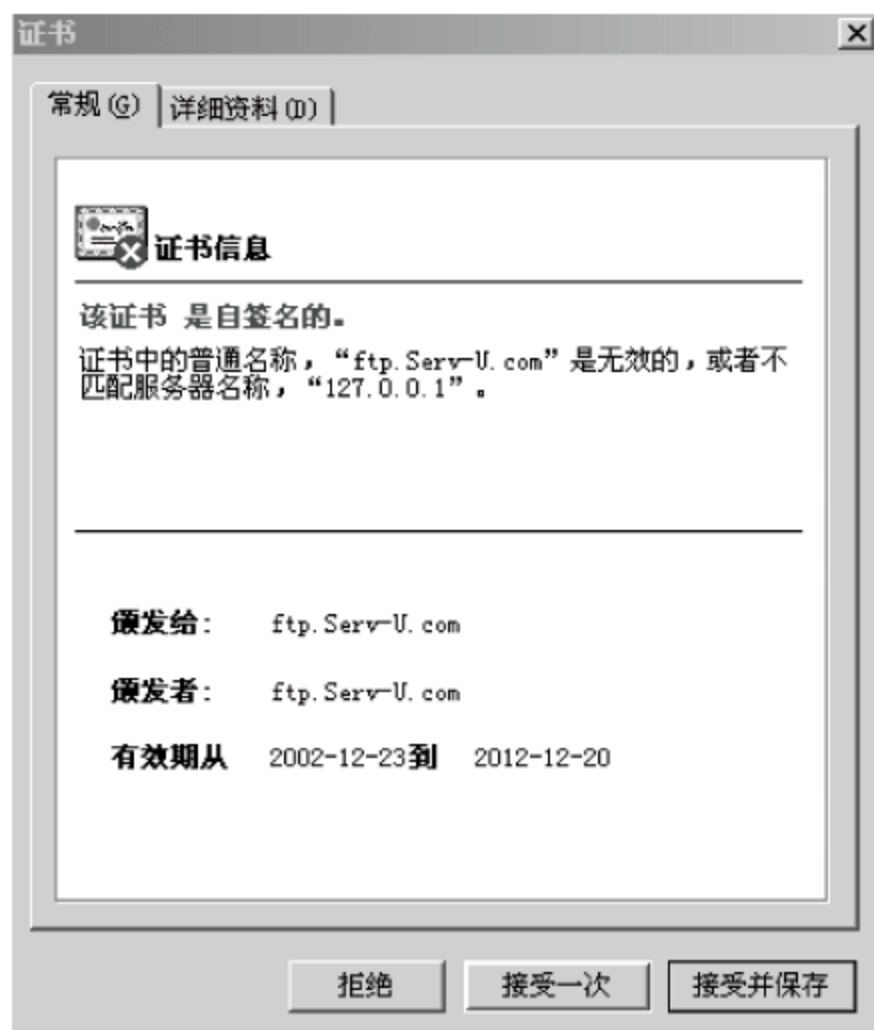 证书
常规(G) 详细资料(D)
证书信息
该证书 是自签名的。
证书中的普通名称，“ftp.Serv-U.com”是无效的，或者不
匹配服务器名称，“127.0.0.1”。
颁发给： ftp.Serv-U.com
颁发者： ftp.Serv-U.com
有效期从 2002-12-23到 2012-12-20
拒绝 接受一次 接受并保存